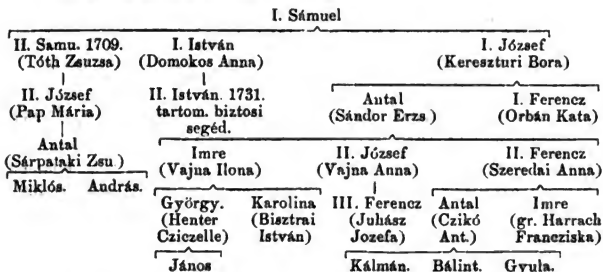 I. Sámuel
II. Samu. 1709. I. István I. József
(Tóth Zsuzsa) (Domokos Anna) (Kereszturi Bora)
II. József II. István. 1731. Antal I. Ferencz
(Pap Mária) tartom. biztosi (Sándor Erzs.) (Orbán Kata)
segéd.
Antal
(Sárpataki Zsu.) Imre II. József II. Ferencz
(Vajna Ilona) (Vajna Anna) (Szeredai Anna)
Miklós. András.
György. Karolina III. Ferencz Antal Imre
(Henter (Bisztrai (Juhász (Czikó (gr. Harrach
Cziczelle) István) Jozefa) Ant.) Francziska)
János Kálmán. Bálint. Gyula.